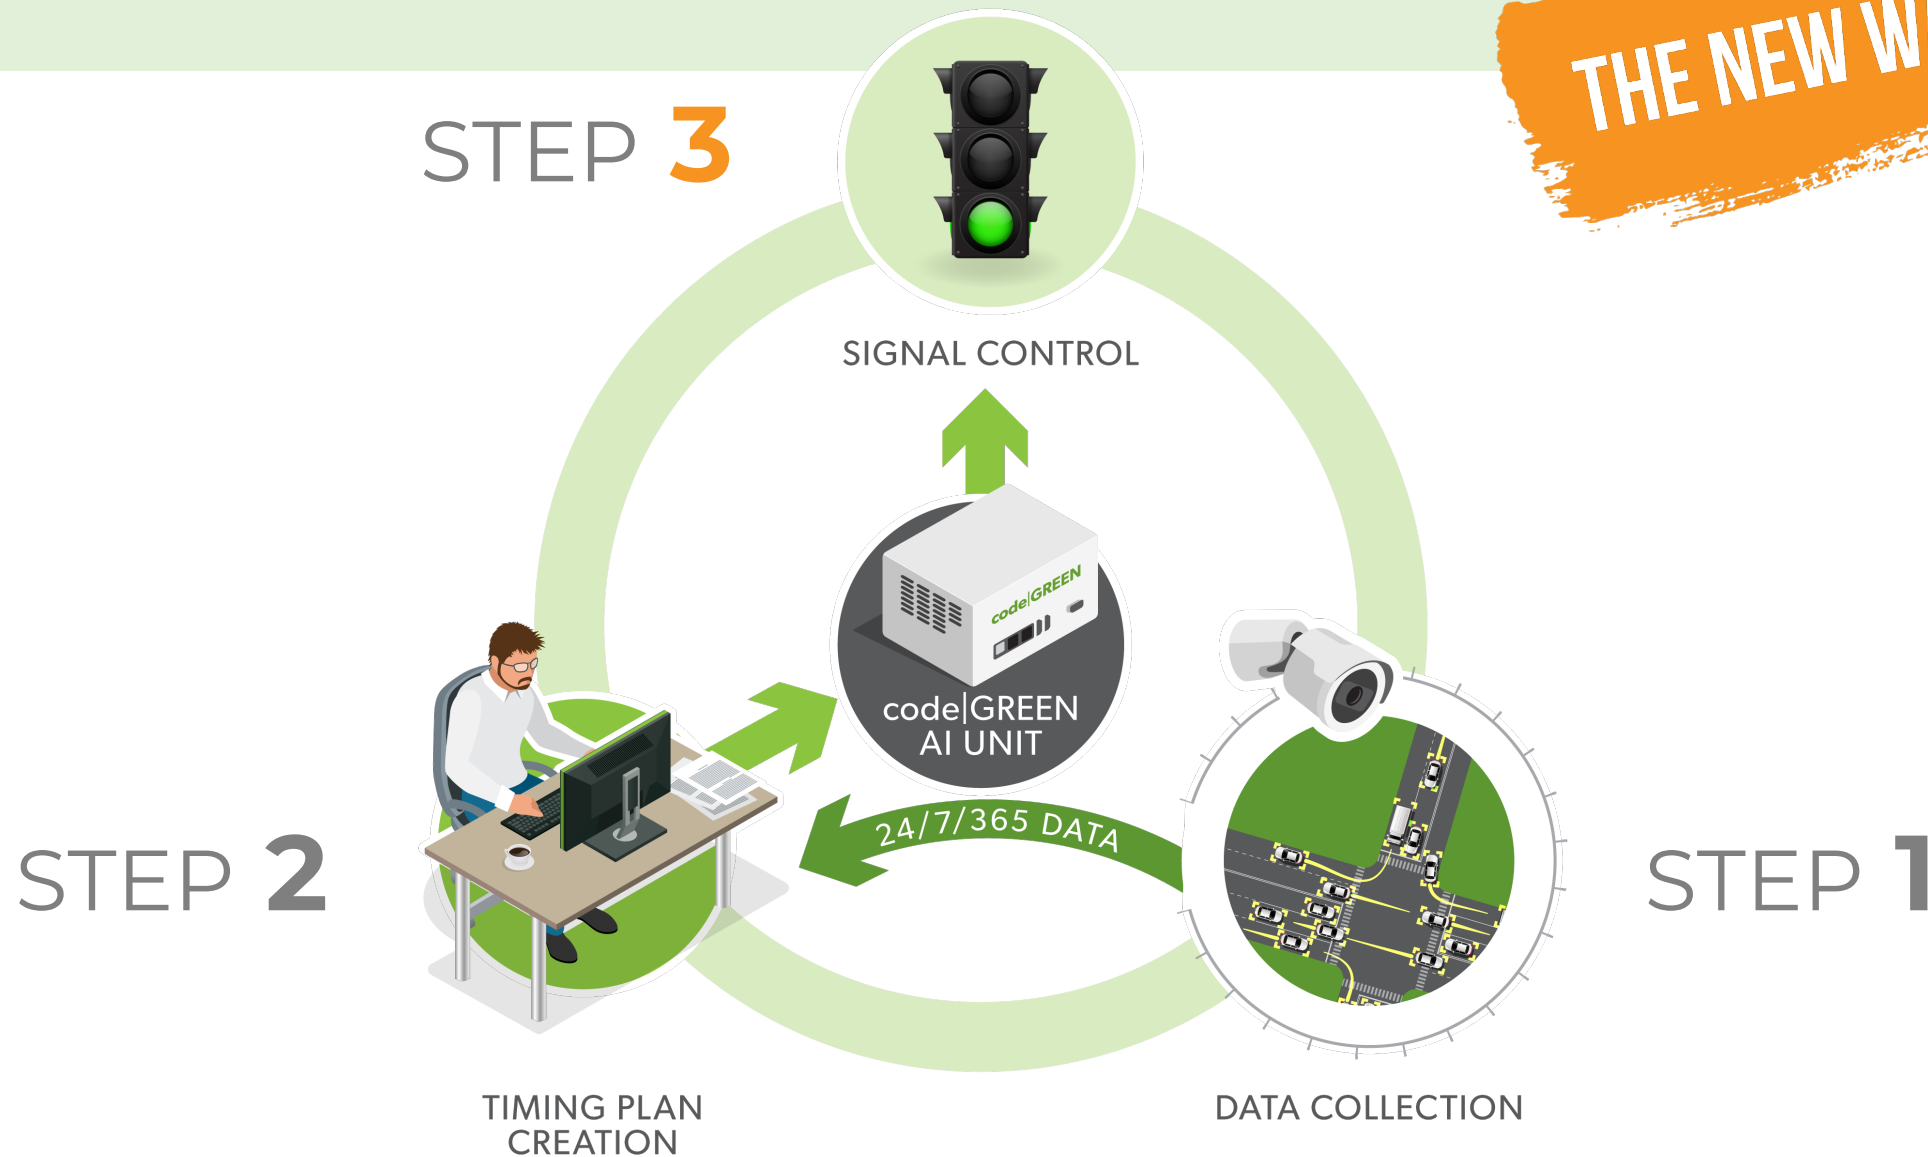 THE NEW
STEP 3
SIGNAL CONTROL
code|GREEN
code|GREEN
AI UNIT
24/7/365 DATA
STEP 2
STEP 1
TIMING PLAN
CREATION
DATA COLLECTION